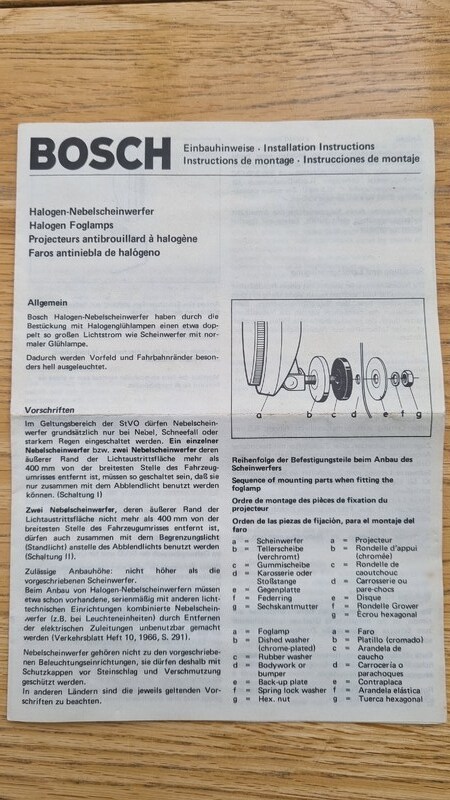 BOSCH
Einbauhinweise · Installation Instructions
Instructions de montage · Instrucciones de montaje
Halogen-Nebelscheinwerfer
Halogen Foglamps
Projecteurs antibrouillard à halogène
Faros antiniebla de halógeno
Allgemein
Bosch Halogen-Nebelscheinwerfer haben durch die
Bestückung mit Halogenglühlampen einen etwa dop-
pelt so großen Lichtstrom wie Scheinwerfer mit nor-
maler Glühlampe.
Dadurch werden Vorfeld und Fahrbahnränder beson-
ders hell ausgeleuchtet.
Vorschriften
Im Geltungsbereich der StVO dürfen Nebelschein-
werfer grundsätzlich nur bei Nebel, Schneefall oder
starkem Regen eingeschaltet werden. Ein einzelner
Nebelscheinwerfer bzw. zwei Nebelscheinwerfer deren
äußerer Rand der Lichtaustrittsfläche mehr als
400 mm von der breitesten Stelle des Fahrzeug-
umrisses entfernt ist, müssen so geschaltet sein, daß sie
nur zusammen mit dem Abblendlicht benutzt werden
können. (Schaltung I)
Zwei Nebelscheinwerfer, deren äußerer Rand der
Lichtaustrittsfläche nicht mehr als 400 mm von der
breitesten Stelle des Fahrzeugumrisses entfernt ist,
dürfen auch zusammen mit dem Begrenzungslicht
(Standlicht) anstelle des Abblendlichts benutzt werden
(Schaltung II).
Zulässige Anbauhöhe: nicht höher als die
vorgeschriebenen Scheinwerfer.
Beim Anbau von Halogen-Nebelscheinwerfern müssen
etwa schon vorhandene, serienmäßig mit anderen licht-
technischen Einrichtungen kombinierte Nebelschein-
werfer (z.B. bei Leuchteneinheiten) durch Entfernen
der elektrischen Zuleitungen unbenutzbar gemacht
werden (Verkehrsblatt Heft 10, 1966, S. 291).
Nebelscheinwerfer gehören nicht zu den vorgeschriebe-
nen Beleuchtungseinrichtungen, sie dürfen deshalb mit
Schutzkappen vor Steinschlag und Verschmutzung
geschützt werden.
In anderen Ländern sind die jeweils geltenden Vor-
schriften zu beachten.
a b c d e f g
Reihenfolge der Befestigungsteile beim Anbau des
Scheinwerfers
Sequence of mounting parts when fitting the
foglamp
Ordre de montage des pièces de fixation du
projecteur
Orden de las piezas de fijación, para el montaje del
faro
a = Scheinwerfer
b = Tellerscheibe
(verchromt)
c = Gummischeibe
d = Karosserie oder
Stoßstange
e = Gegenplatte
f = Federring
g = Sechskantmutter
a = Projecteur
b = Rondelle d'appui
(chromée)
c = Rondelle de
caoutchouc
d = Carrosserie ou
pare-chocs
e = Disque
f = Rondelle Grower
g = Ecrou hexagonal
a = Foglamp
b = Dished washer
(chrome-plated)
c = Rubber washer
d = Bodywork or
bumper
e = Back-up plate
f = Spring lock washer
g = Hex. nut
a = Faro
b = Platillo (cromado)
c = Arandela de
caucho
d = Carrocería o
parachoques
e = Contraplaca
f = Arandela elástica
g = Tuerca hexagonal